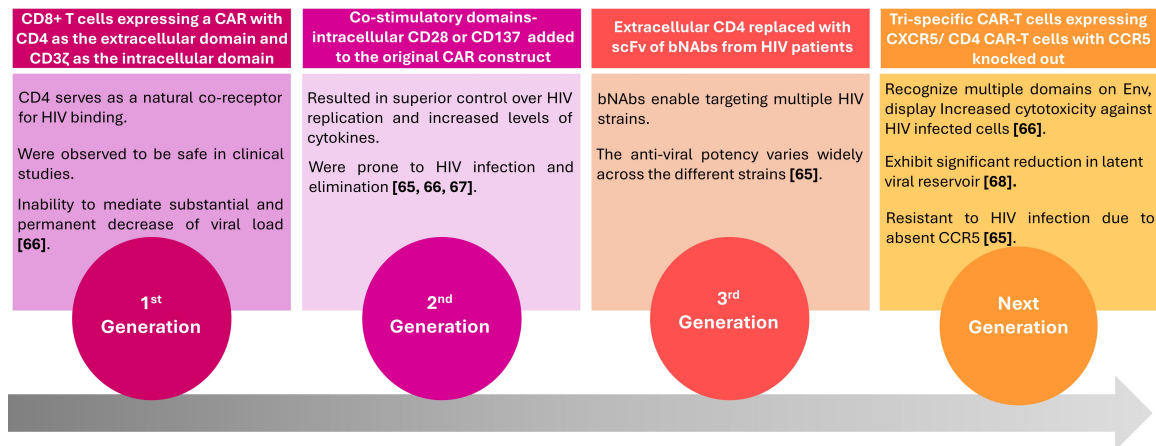 CD8+ T cells expressing a CAR with
CD4 as the extracellular domain and
CD3ζ as the intracellular domain
CD4 serves as a natural co-receptor
for HIV binding.
Were observed to be safe in clinical
studies.
Inability to mediate substantial and
permanent decrease of viral load
[66].
1st
Generation
Co-stimulatory domains-
intracellular CD28 or CD137 added
to the original CAR construct
Resulted in superior control over HIV
replication and increased levels of
cytokines.
Were prone to HIV infection and
elimination [65, 66, 67].
2nd
Generation
Extracellular CD4 replaced with
scFv of bNAbs from HIV patients
bNAbs enable targeting multiple HIV
strains.
The anti-viral potency varies widely
across the different strains [65].
3rd
Generation
Tri-specific CAR-T cells expressing
CXCR5/ CD4 CAR-T cells with CCR5
knocked out
Recognize multiple domains on Env,
display Increased cytotoxicity against
HIV infected cells [66].
Exhibit significant reduction in latent
viral reservoir [68].
Resistant to HIV infection due to
absent CCR5 [65].
Next
Generation